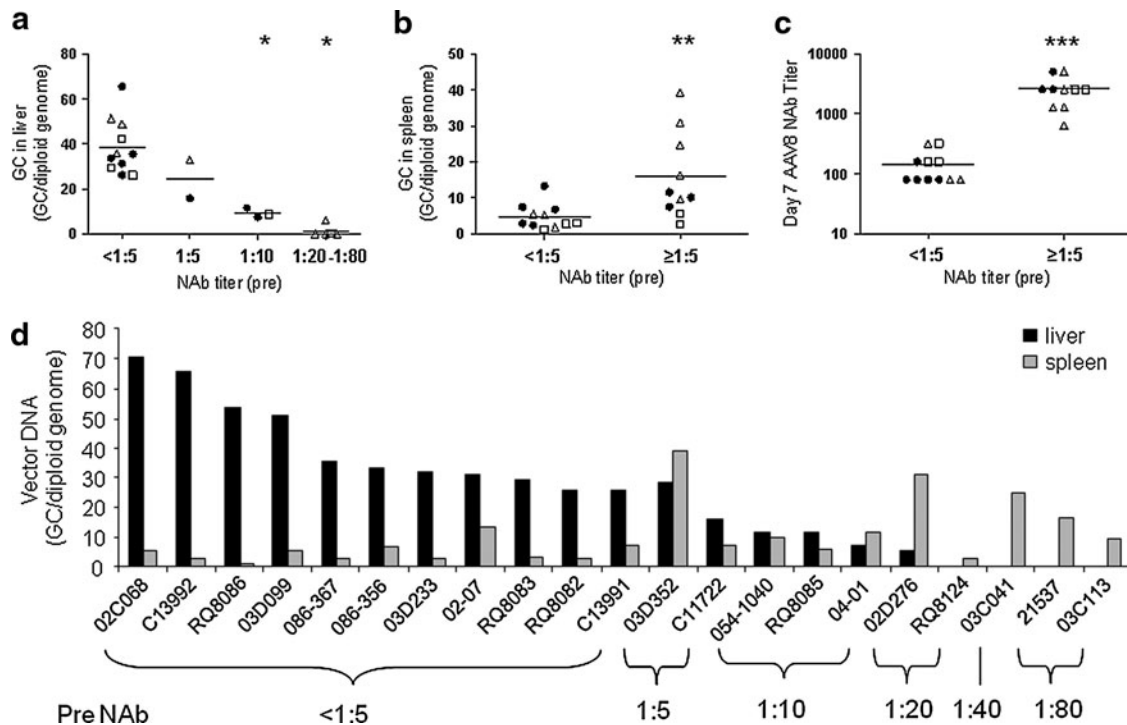 a
*
*
GC in liver
(GC/diploid genome)
80
60
40
20
0
<1:5
1:5
1:10
1:20-1:80
NAb titer (pre)
b
**
GC in spleen
(GC/diploid genome)
50
40
30
20
10
0
<1:5
≥1:5
NAb titer (pre)
c
***
Day 7 AAV8 NAb Titer
10000
1000
100
10
<1:5
≥1:5
NAb titer (pre)
d
liver
spleen
Vector DNA
(GC/diploid genome)
80
70
60
50
40
30
20
10
0
02C068
C13992
RQ8086
03D099
086-367
086-356
03D233
02-07
RQ8083
RQ8082
C13991
03D352
C11722
054-1040
RQ8085
04-01
02D276
RQ8124
03C041
21537
03C113
Pre NAb
<1:5
1:5
1:10
1:20
1:40
1:80